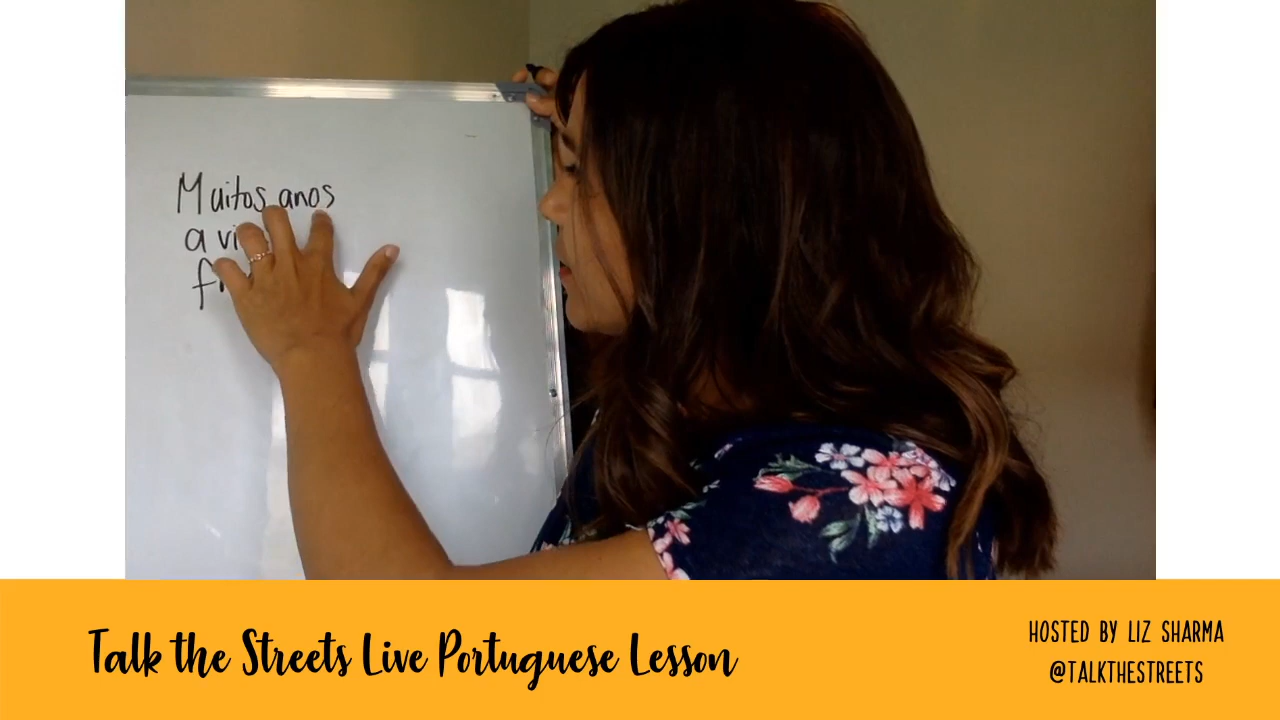 Muitos anos
a
Talk the Streets Live Portuguese Lesson
HOSTED BY LIZ SHARMA
@TALKTHESTREETS